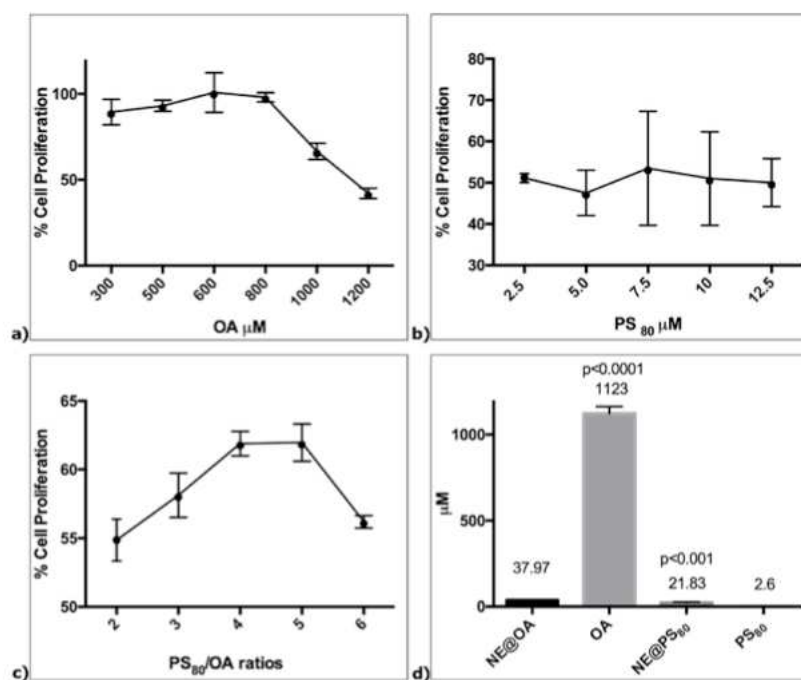 % Cell Proliferation
100
50
0
300
500
600
800
1000
1200
OA μM
a)
% Cell Proliferation
80
70
60
50
40
30
2.5
5.0
7.5
10
12.5
PS 80 μM
b)
% Cell Proliferation
65
60
55
50
2
3
4
5
6
PS80/OA ratios
c)
μM
1000
500
0
37.97
p<0.0001
1123
p<0.001
21.83
2.6
NE@OA
OA
NE@PS80
PS80
d)